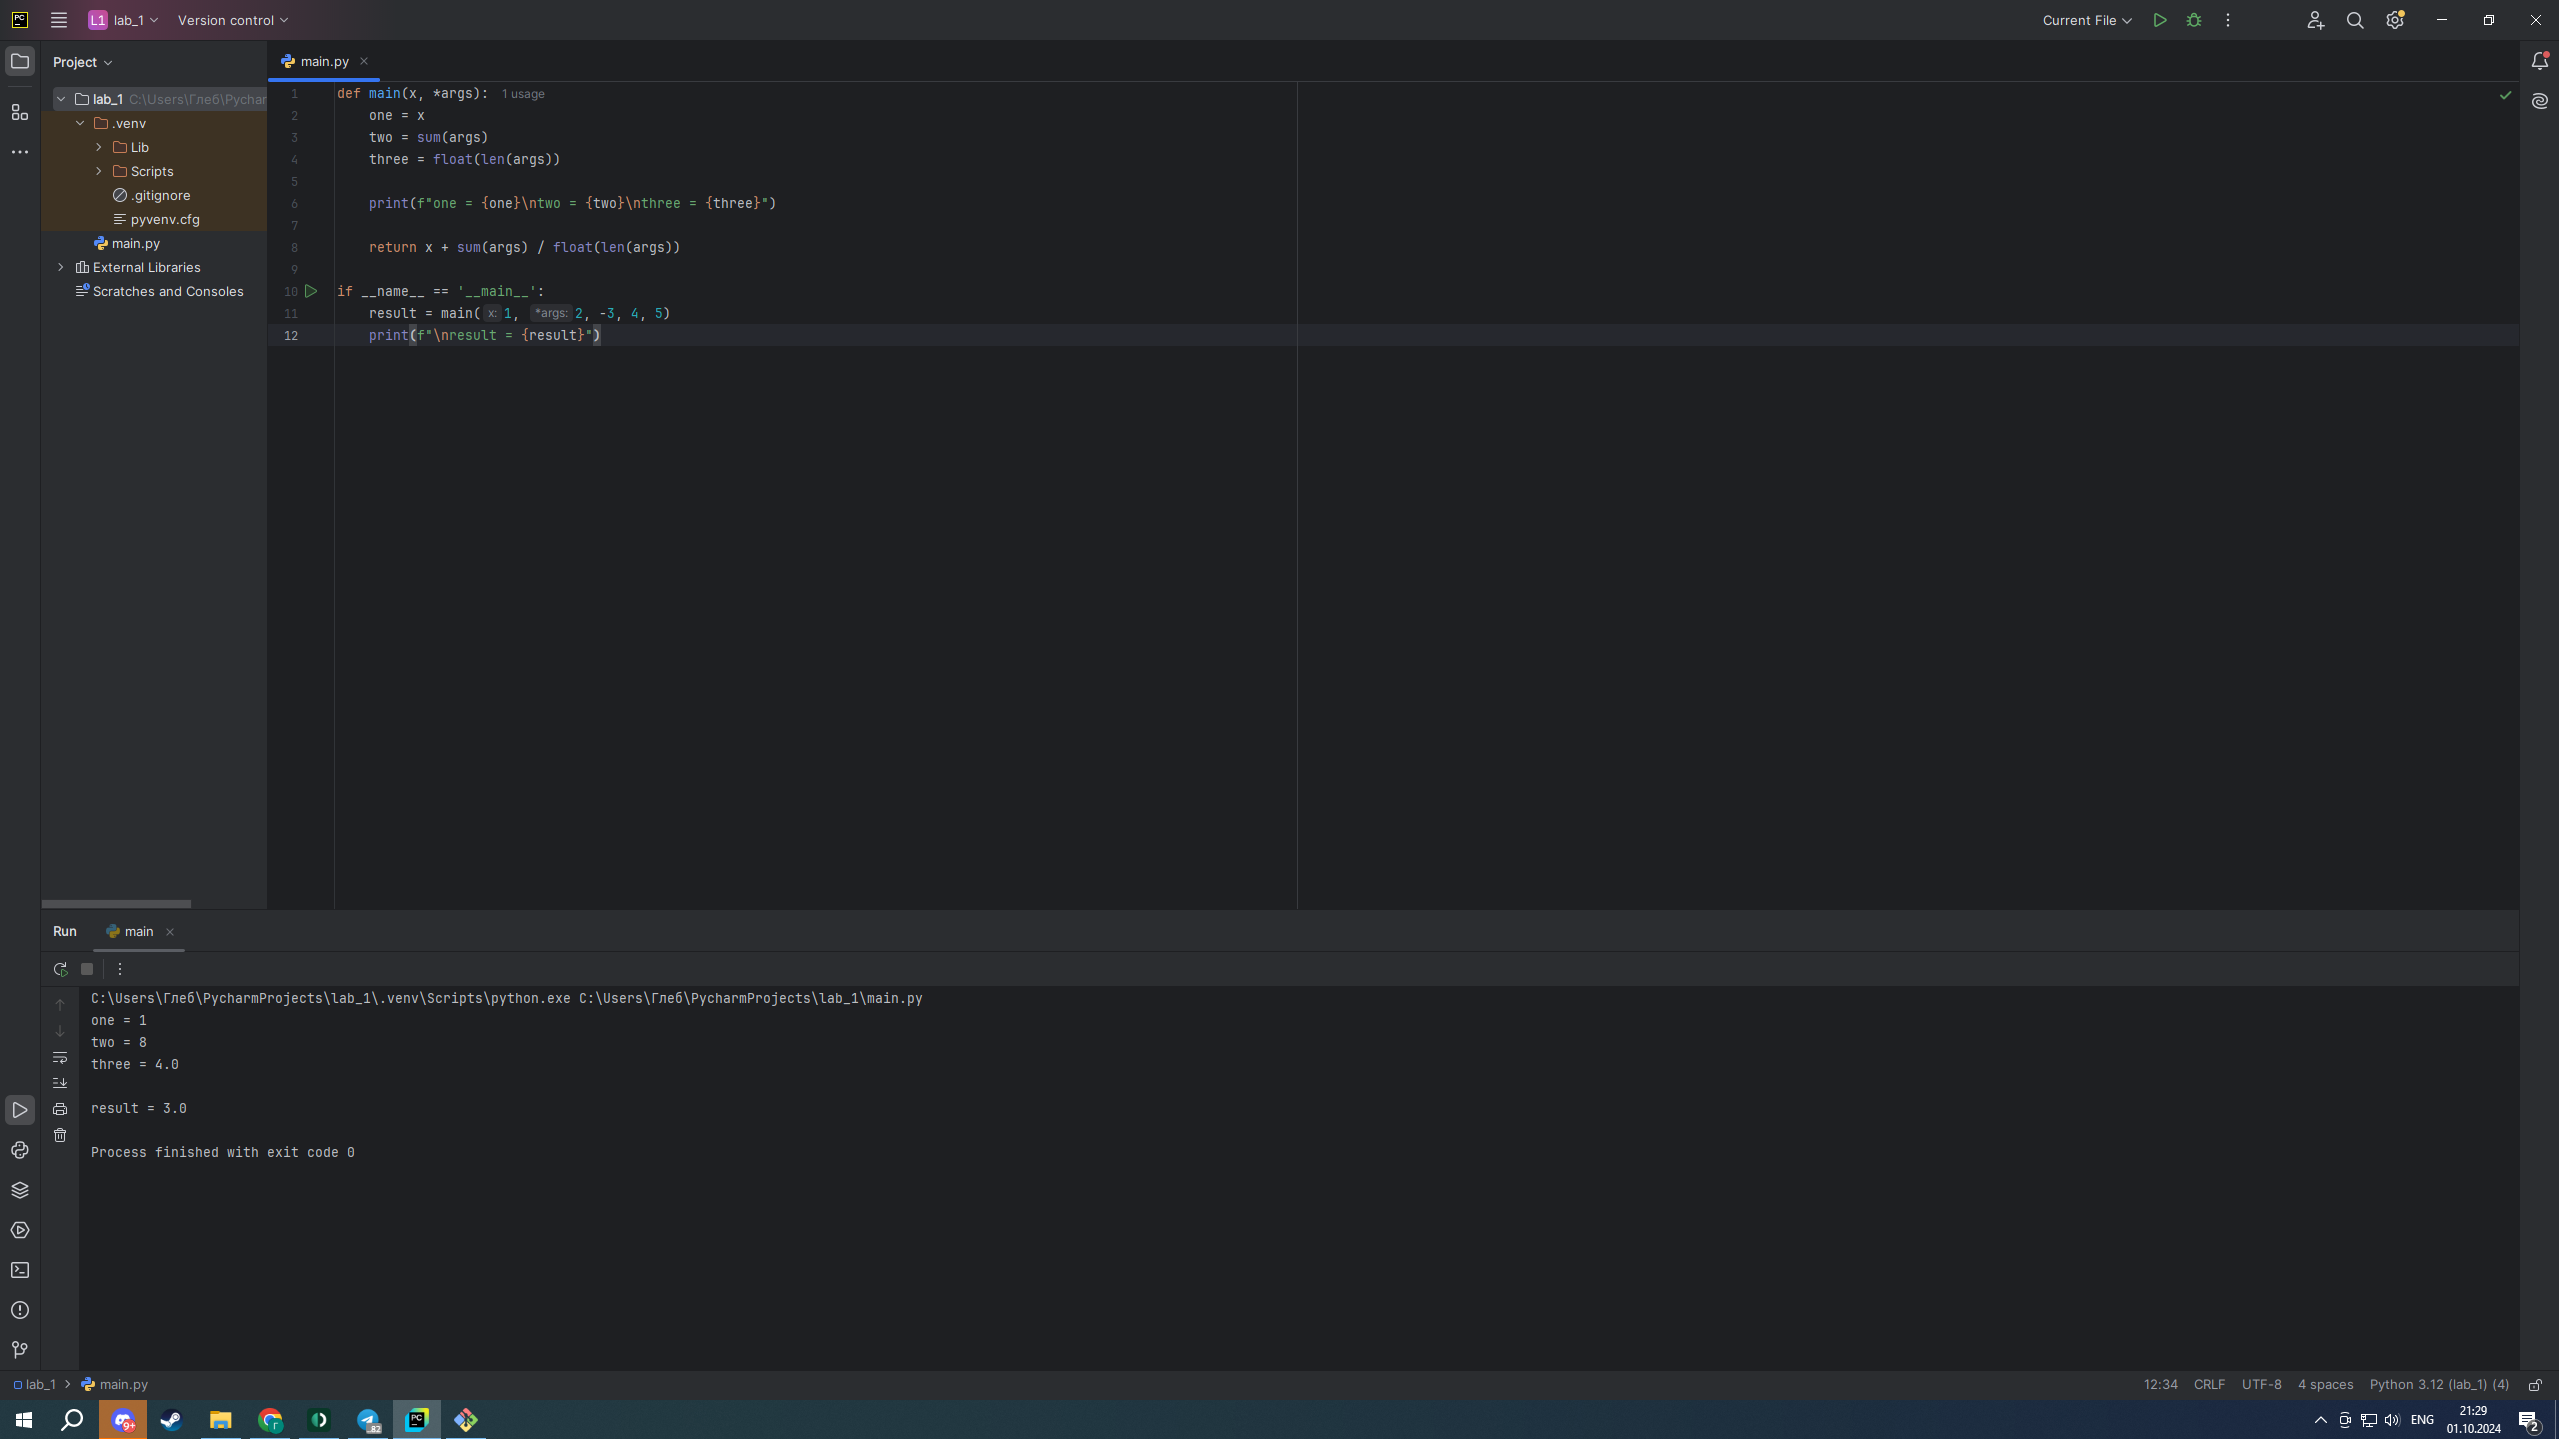 PC
L1 lab_1
Version control
Current File
Project
main.py
lab_1 C:\Users\Глеб\Pychar
.venv
Lib
Scripts
.gitignore
pyvenv.cfg
main.py
External Libraries
Scratches and Consoles
1 def main(x, *args): 1 usage
2     one = x
3     two = sum(args)
4     three = float(len(args))
5
6     print(f"one = {one}\ntwo = {two}\nthree = {three}")
7
8     return x + sum(args) / float(len(args))
9
10 if __name__ == '__main__':
11     result = main( x: 1, *args: 2, -3, 4, 5)
12     print(f"\nresult = {result}")
Run main
C:\Users\Глеб\PycharmProjects\lab_1\.venv\Scripts\python.exe C:\Users\Глеб\PycharmProjects\lab_1\main.py
one = 1
two = 8
three = 4.0
result = 3.0
Process finished with exit code 0
lab_1 main.py
12:34 CRLF UTF-8 4 spaces Python 3.12 (lab_1) (4)
9+
Г
82
PC
ENG
21:29
01.10.2024
2